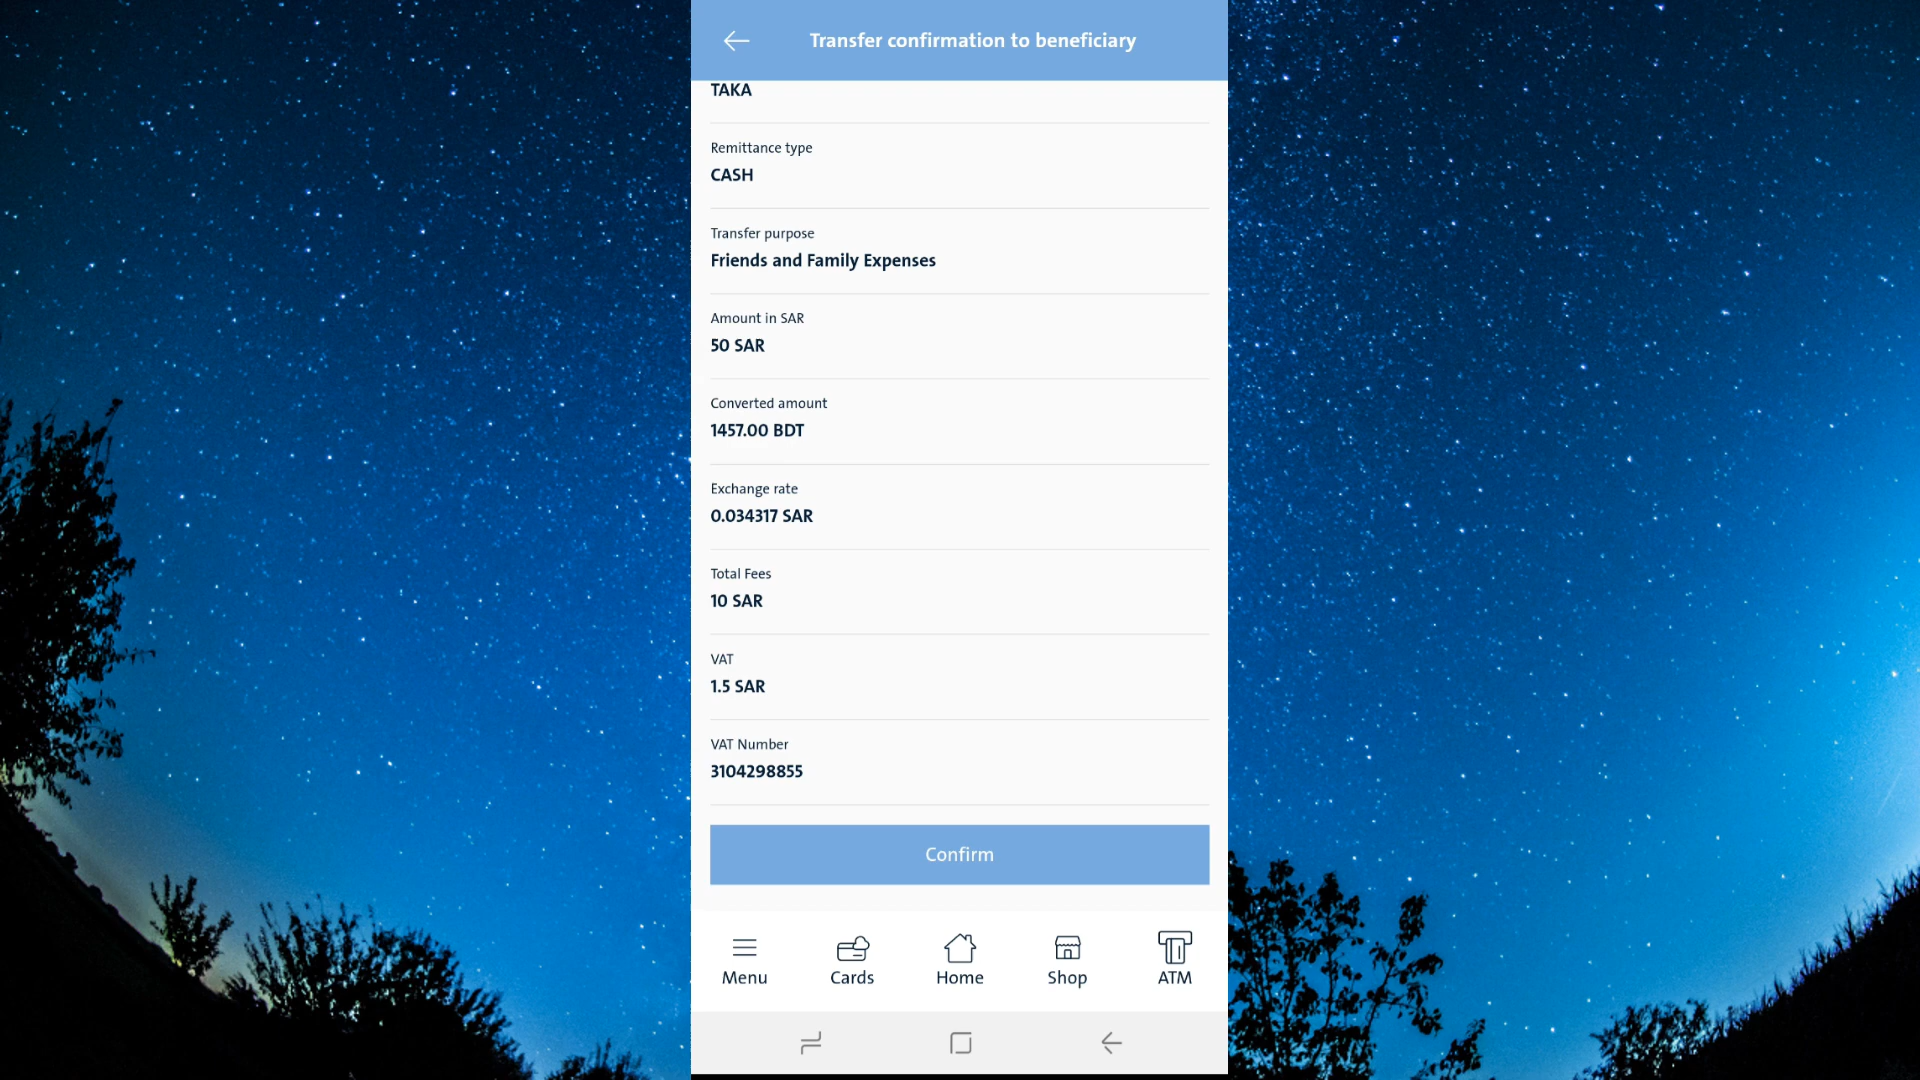 Transfer confirmation to beneficiary
TAKA
Remittance type
CASH
Transfer purpose
Friends and Family Expenses
Amount in SAR
50 SAR
Converted amount
1457.00 BDT
Exchange rate
0.034317 SAR
Total Fees
10 SAR
VAT
1.5 SAR
VAT Number
3104298855
Confirm
Menu
Cards
Home
Shop
ATM